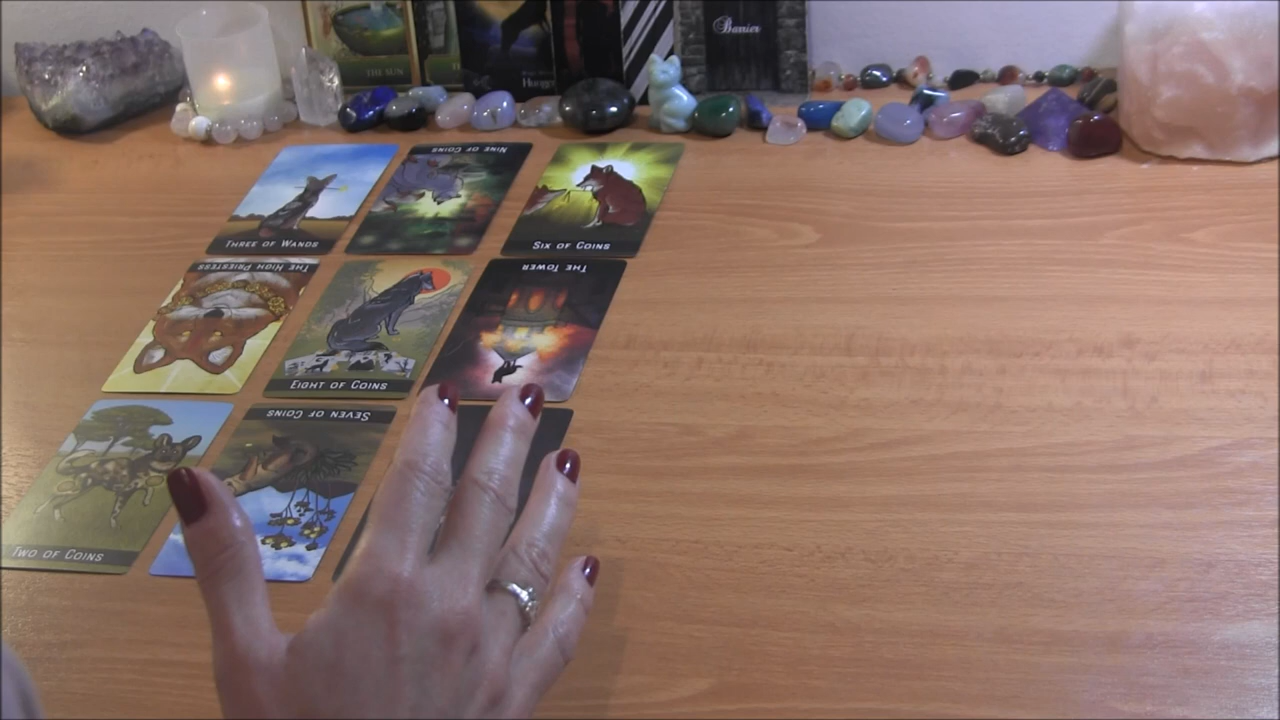 THE SUN
Barrier
THREE OF WANDS
NINE OF COINS
SIX OF COINS
THE HIGH PRIESTESS
EIGHT OF COINS
THE TOWER
TWO OF COINS
SEVEN OF COINS